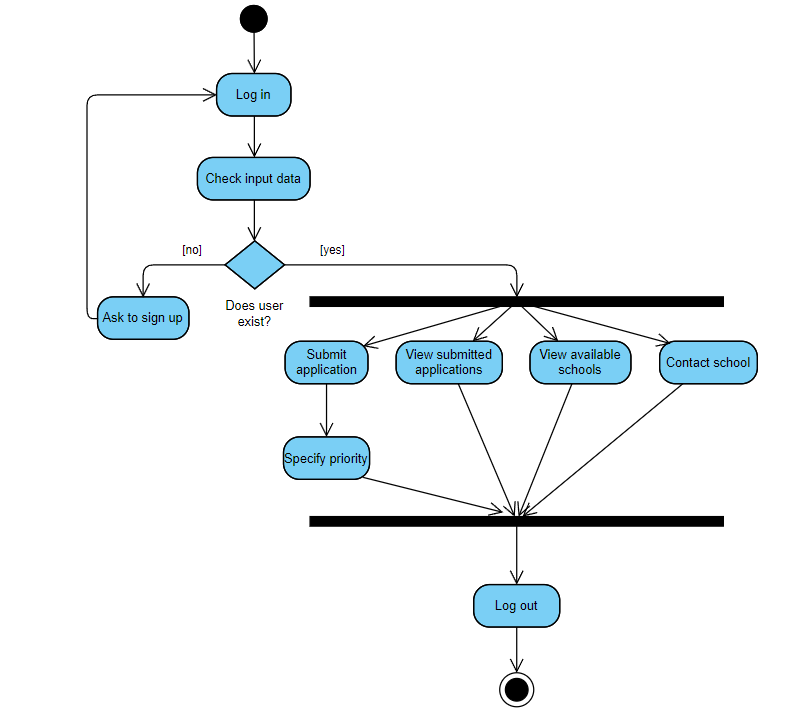 Log in
Check input data
[no]
[yes]
Does user
exist?
Ask to sign up
Submit
application
View submitted
applications
View available
schools
Contact school
Specify priority
Log out